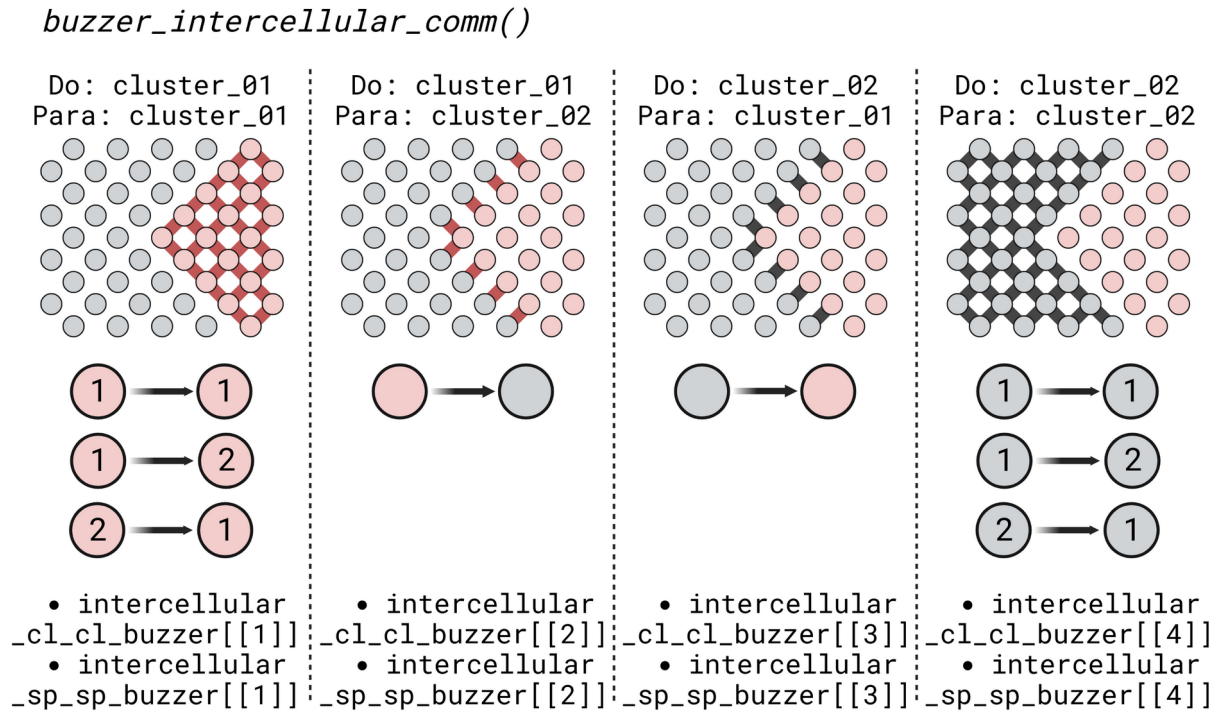 buzzer_intercellular_comm()
Do: cluster_01
Para: cluster_01
1 1
1 2
2 1
• intercellular
_cl_cl_buzzer[[1]]
• intercellular
_sp_sp_buzzer[[1]]
Do: cluster_01
Para: cluster_02
• intercellular
_cl_cl_buzzer[[2]]
• intercellular
_sp_sp_buzzer[[2]]
Do: cluster_02
Para: cluster_01
• intercellular
_cl_cl_buzzer[[3]]
• intercellular
_sp_sp_buzzer[[3]]
Do: cluster_02
Para: cluster_02
1 1
1 2
2 1
• intercellular
_cl_cl_buzzer[[4]]
• intercellular
_sp_sp_buzzer[[4]]